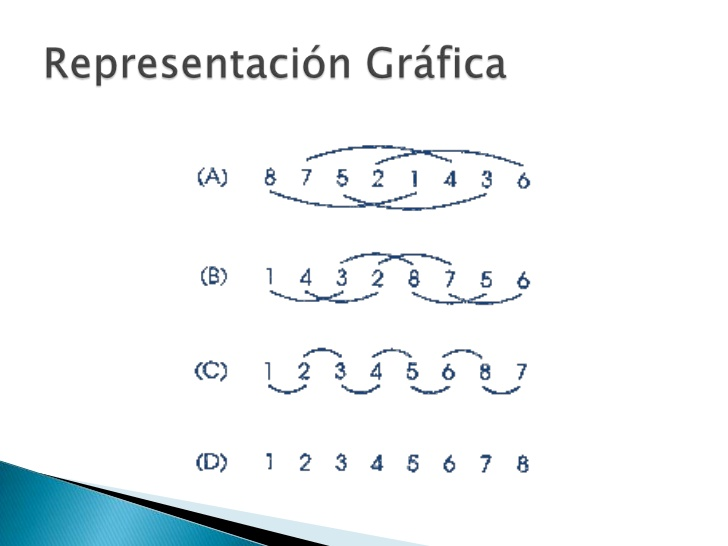 Representación Gráfica
(A) 8 7 5 2 1 4 3 6
(B) 1 4 3 2 8 7 5 6
(C) 1 2 3 4 5 6 8 7
(D) 1 2 3 4 5 6 7 8